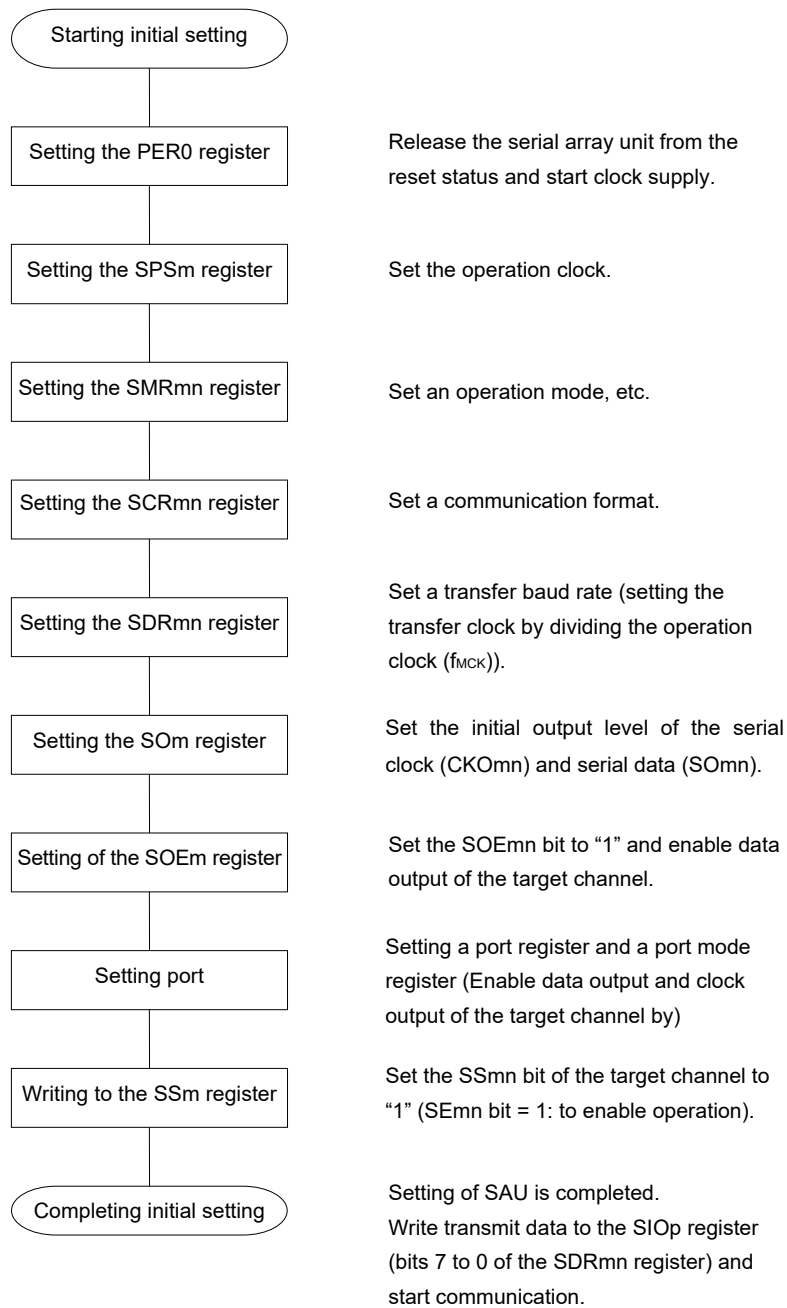 Starting initial setting
Setting the PER0 register
Release the serial array unit from the
reset status and start clock supply.
Setting the SPSm register
Set the operation clock.
Setting the SMRmn register
Set an operation mode, etc.
Setting the SCRmn register
Set a communication format.
Setting the SDRmn register
Set a transfer baud rate (setting the
transfer clock by dividing the operation
clock (fMCK)).
Setting the SOm register
Set the initial output level of the serial
clock (CKOmn) and serial data (SOmn).
Setting of the SOEm register
Set the SOEmn bit to “1” and enable data
output of the target channel.
Setting port
Setting a port register and a port mode
register (Enable data output and clock
output of the target channel by)
Writing to the SSm register
Set the SSmn bit of the target channel to
“1” (SEmn bit = 1: to enable operation).
Completing initial setting
Setting of SAU is completed.
Write transmit data to the SIOp register
(bits 7 to 0 of the SDRmn register) and
start communication.